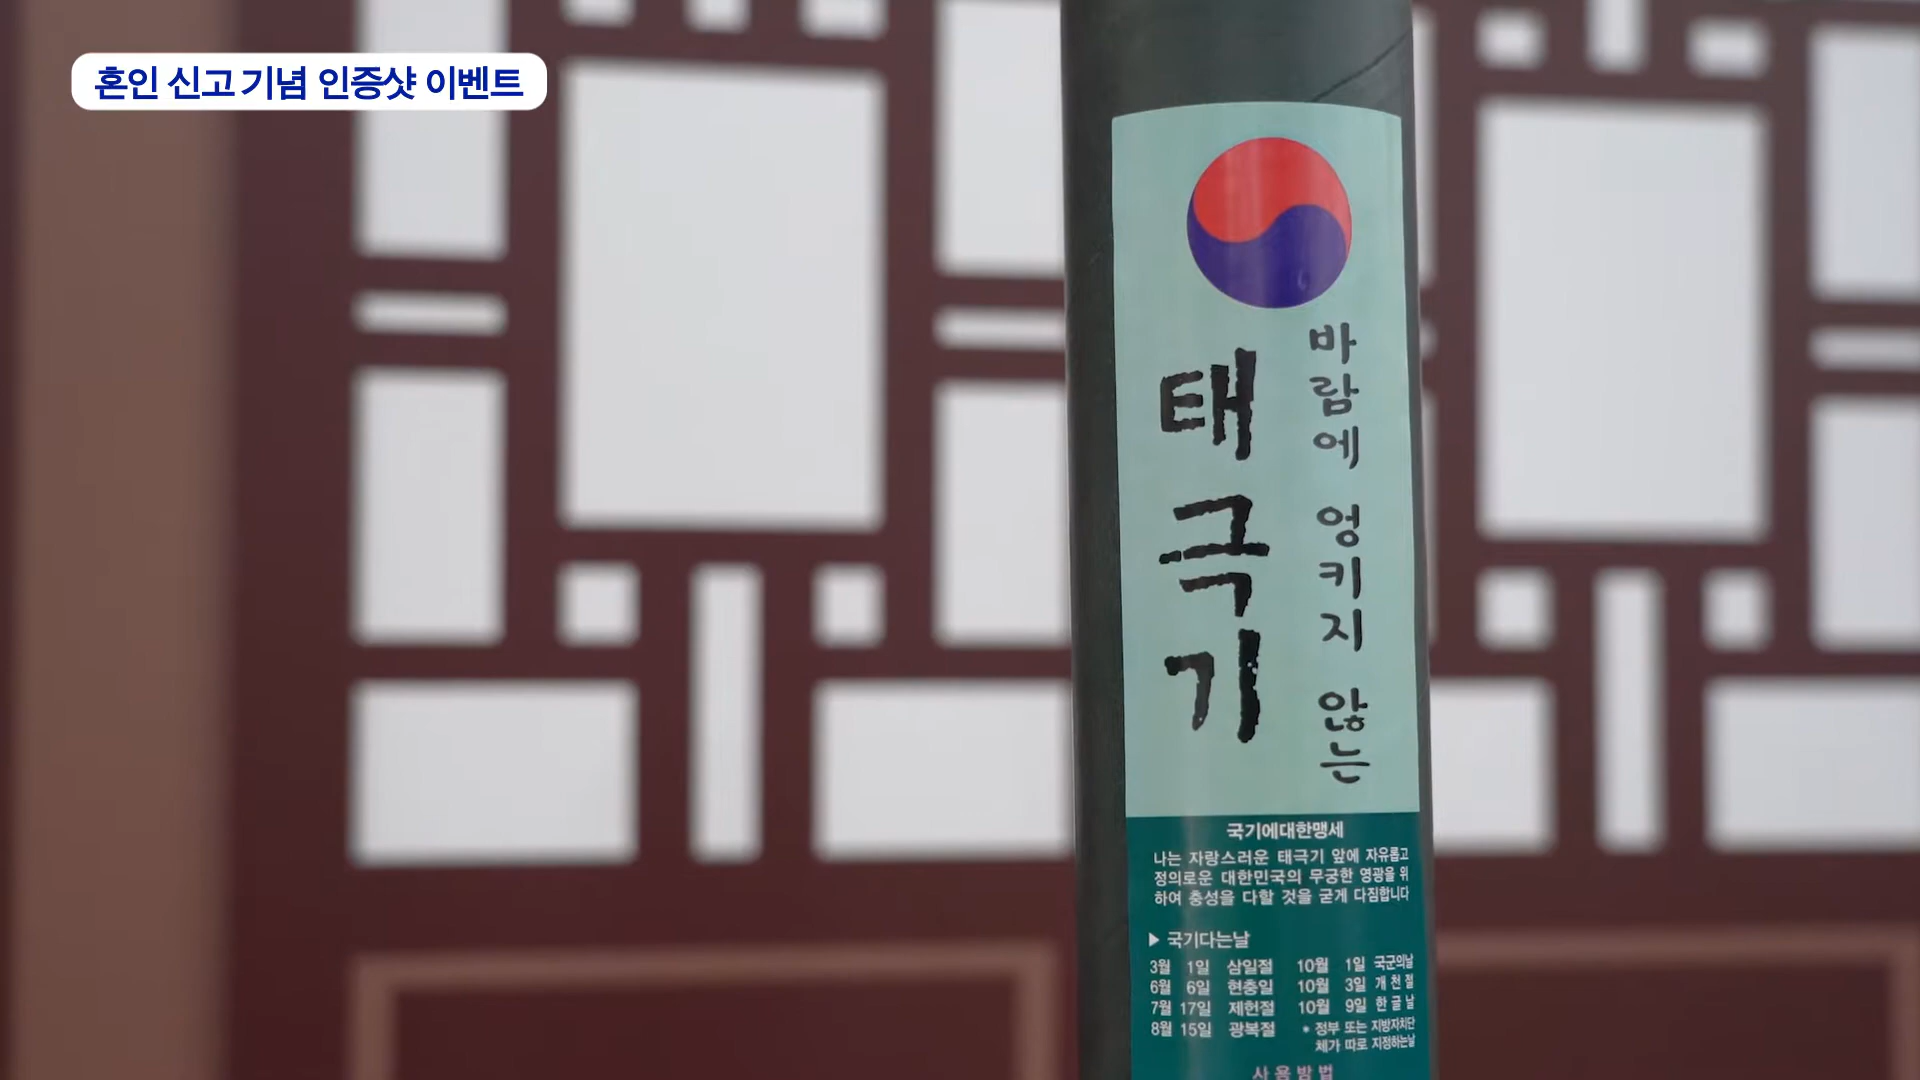 혼인 신고 기념 인증샷 이벤트
바람에 엉키지 않는
태극기
국기에대한맹세
나는 자랑스러운 태극기 앞에 자유롭고
정의로운 대한민국의 무궁한 영광을 위
하여 충성을 다할 것을 굳게 다짐합니다
▶ 국기다는날
3월 1일 삼일절 10월 1일 국군의날
6월 6일 현충일 10월 3일 개천절
7월 17일 제헌절 10월 9일 한글날
8월 15일 광복절 * 정부 또는 지방자치단
체가 따로 지정하는날
사용방법